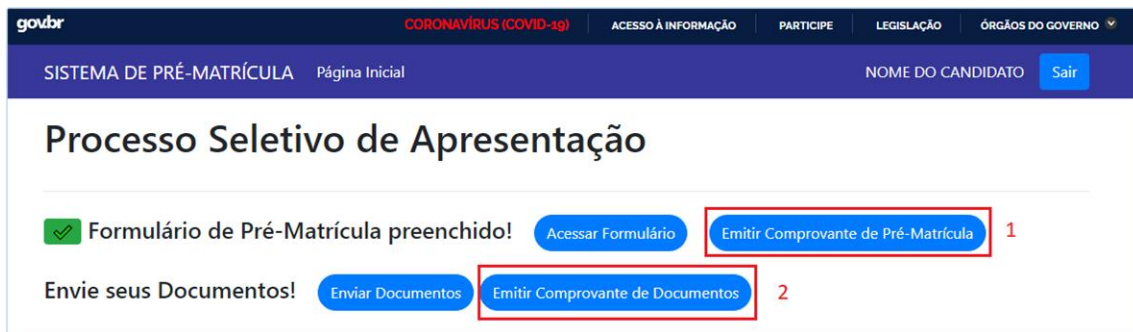 govbr CORONAVÍRUS (COVID-19) ACESSO À INFORMAÇÃO PARTICIPE LEGISLAÇÃO ÓRGÃOS DO GOVERNO
SISTEMA DE PRÉ-MATRÍCULA Página Inicial NOME DO CANDIDATO Sair
Processo Seletivo de Apresentação
Formulário de Pré-Matrícula preenchido! Acessar Formulário Emitir Comprovante de Pré-Matrícula 1
Envie seus Documentos! Enviar Documentos Emitir Comprovante de Documentos 2